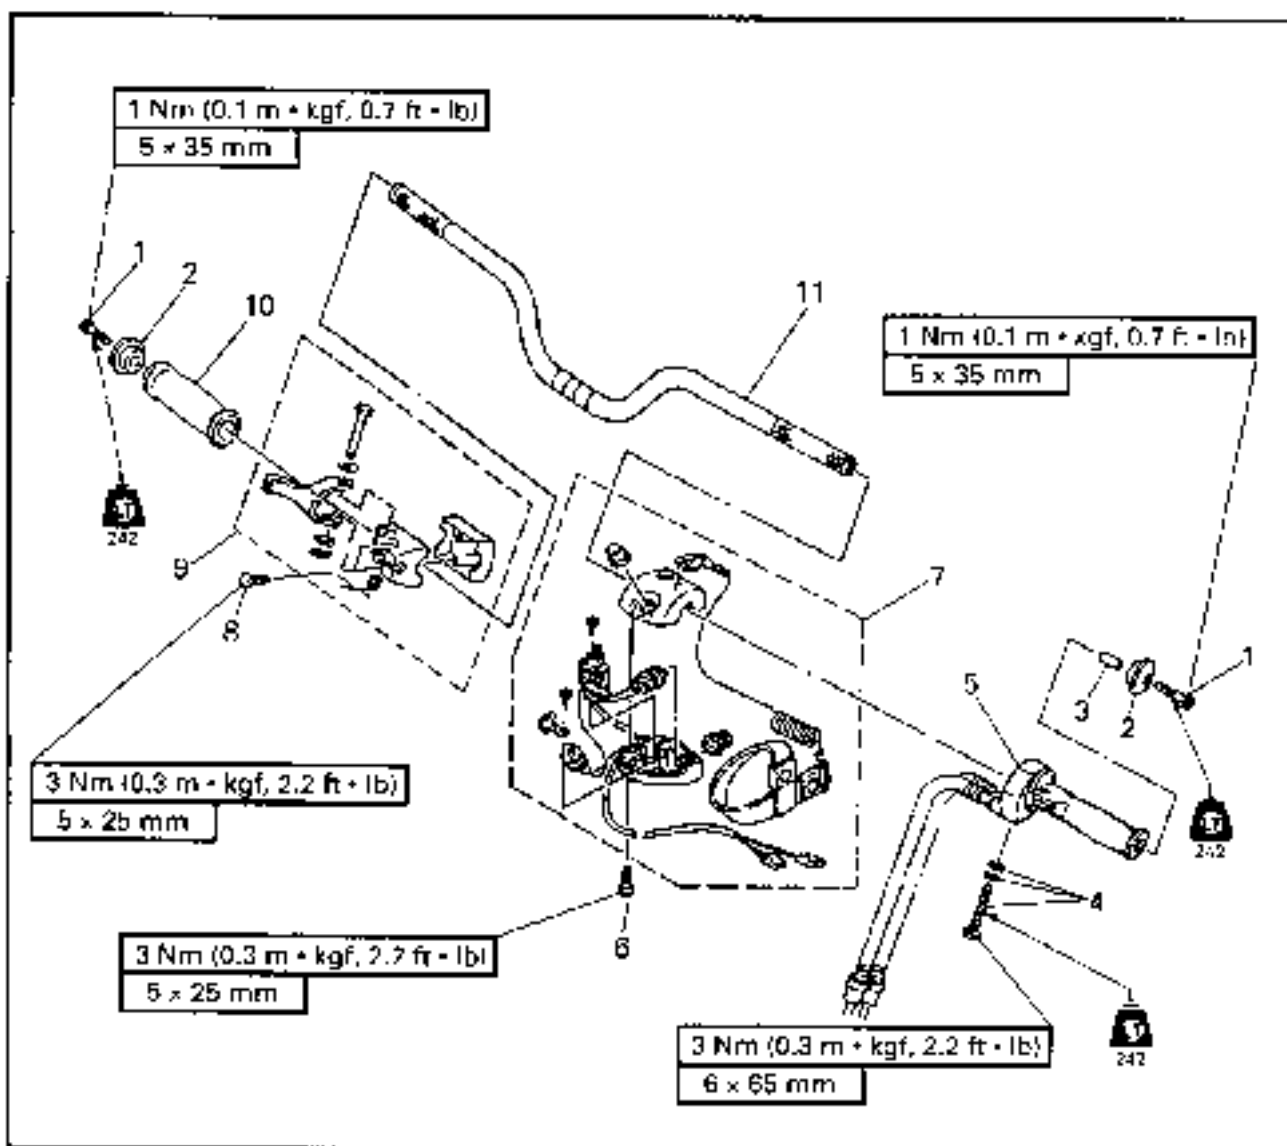 1 Nm (0.1 m • kgf, 0.7 ft • lb)
5 × 35 mm
1
2
10
11
1 Nm (0.1 m • kgf, 0.7 ft • lb)
5 × 35 mm
LT
242
9
8
7
5
3
2
1
3 Nm (0.3 m • kgf, 2.2 ft • lb)
5 × 25 mm
LT
242
4
6
3 Nm (0.3 m • kgf, 2.2 ft • lb)
5 × 25 mm
3 Nm (0.3 m • kgf, 2.2 ft • lb)
6 × 65 mm
LT
242